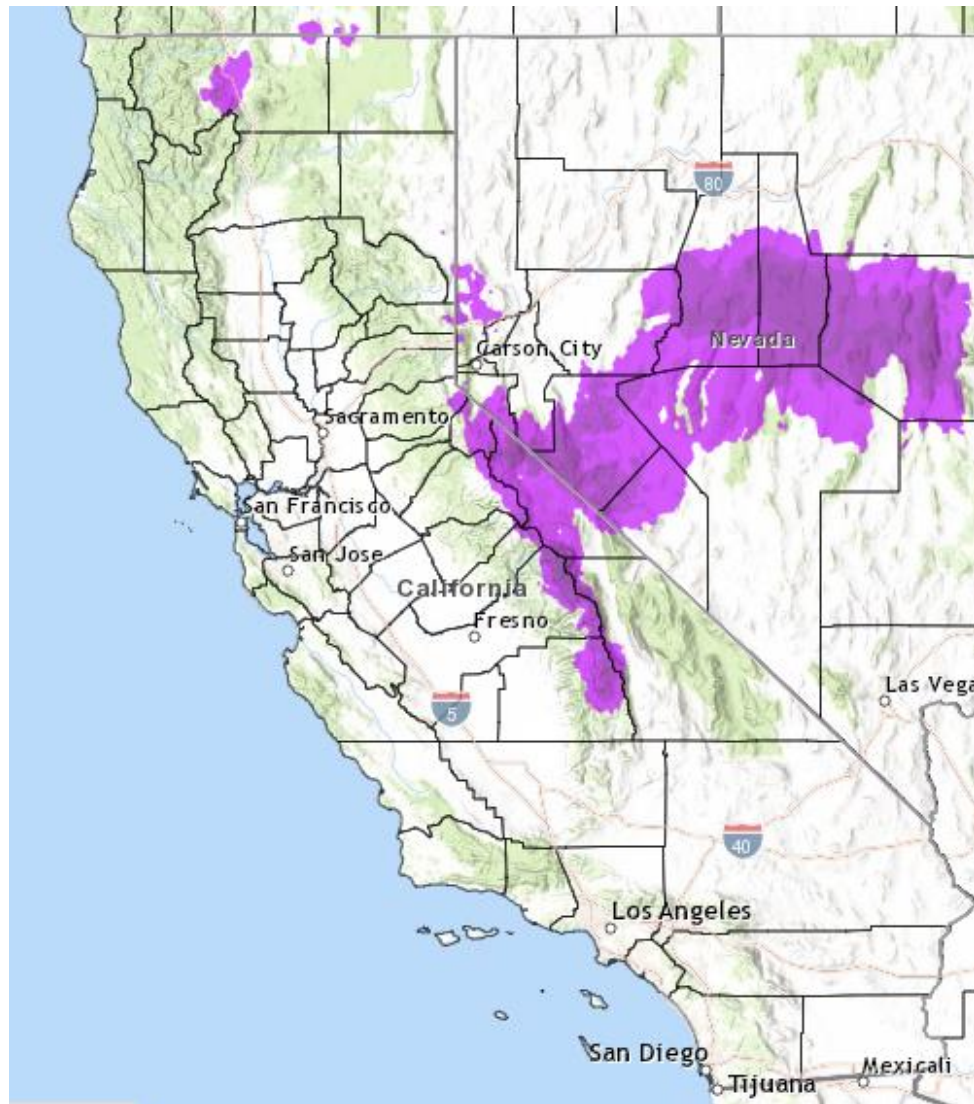 80
Nevada
Carson City
Sacramento
San Francisco
San Jose
California
Fresno
Las Vega
5
40
Los Angeles
San Diego
Mexicali
Tijuana